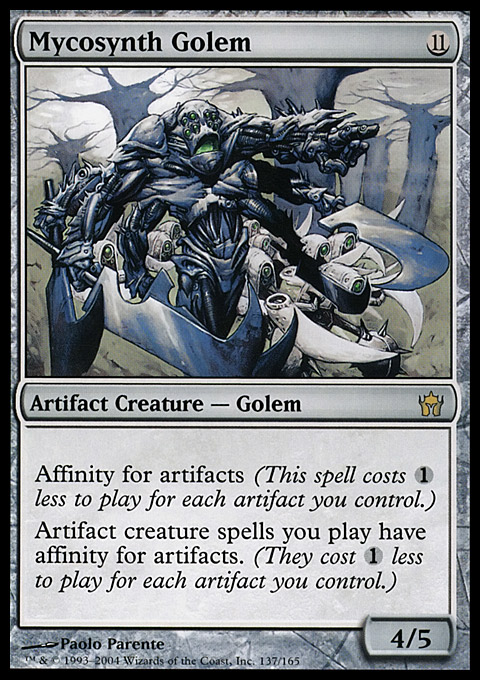 Mycosynth Golem 11
Artifact Creature — Golem
Affinity for artifacts (This spell costs 1
less to play for each artifact you control.)
Artifact creature spells you play have
affinity for artifacts. (They cost 1 less
to play for each artifact you control.)
Paolo Parente
4/5
™ & © 1993–2004 Wizards of the Coast, Inc. 137/165